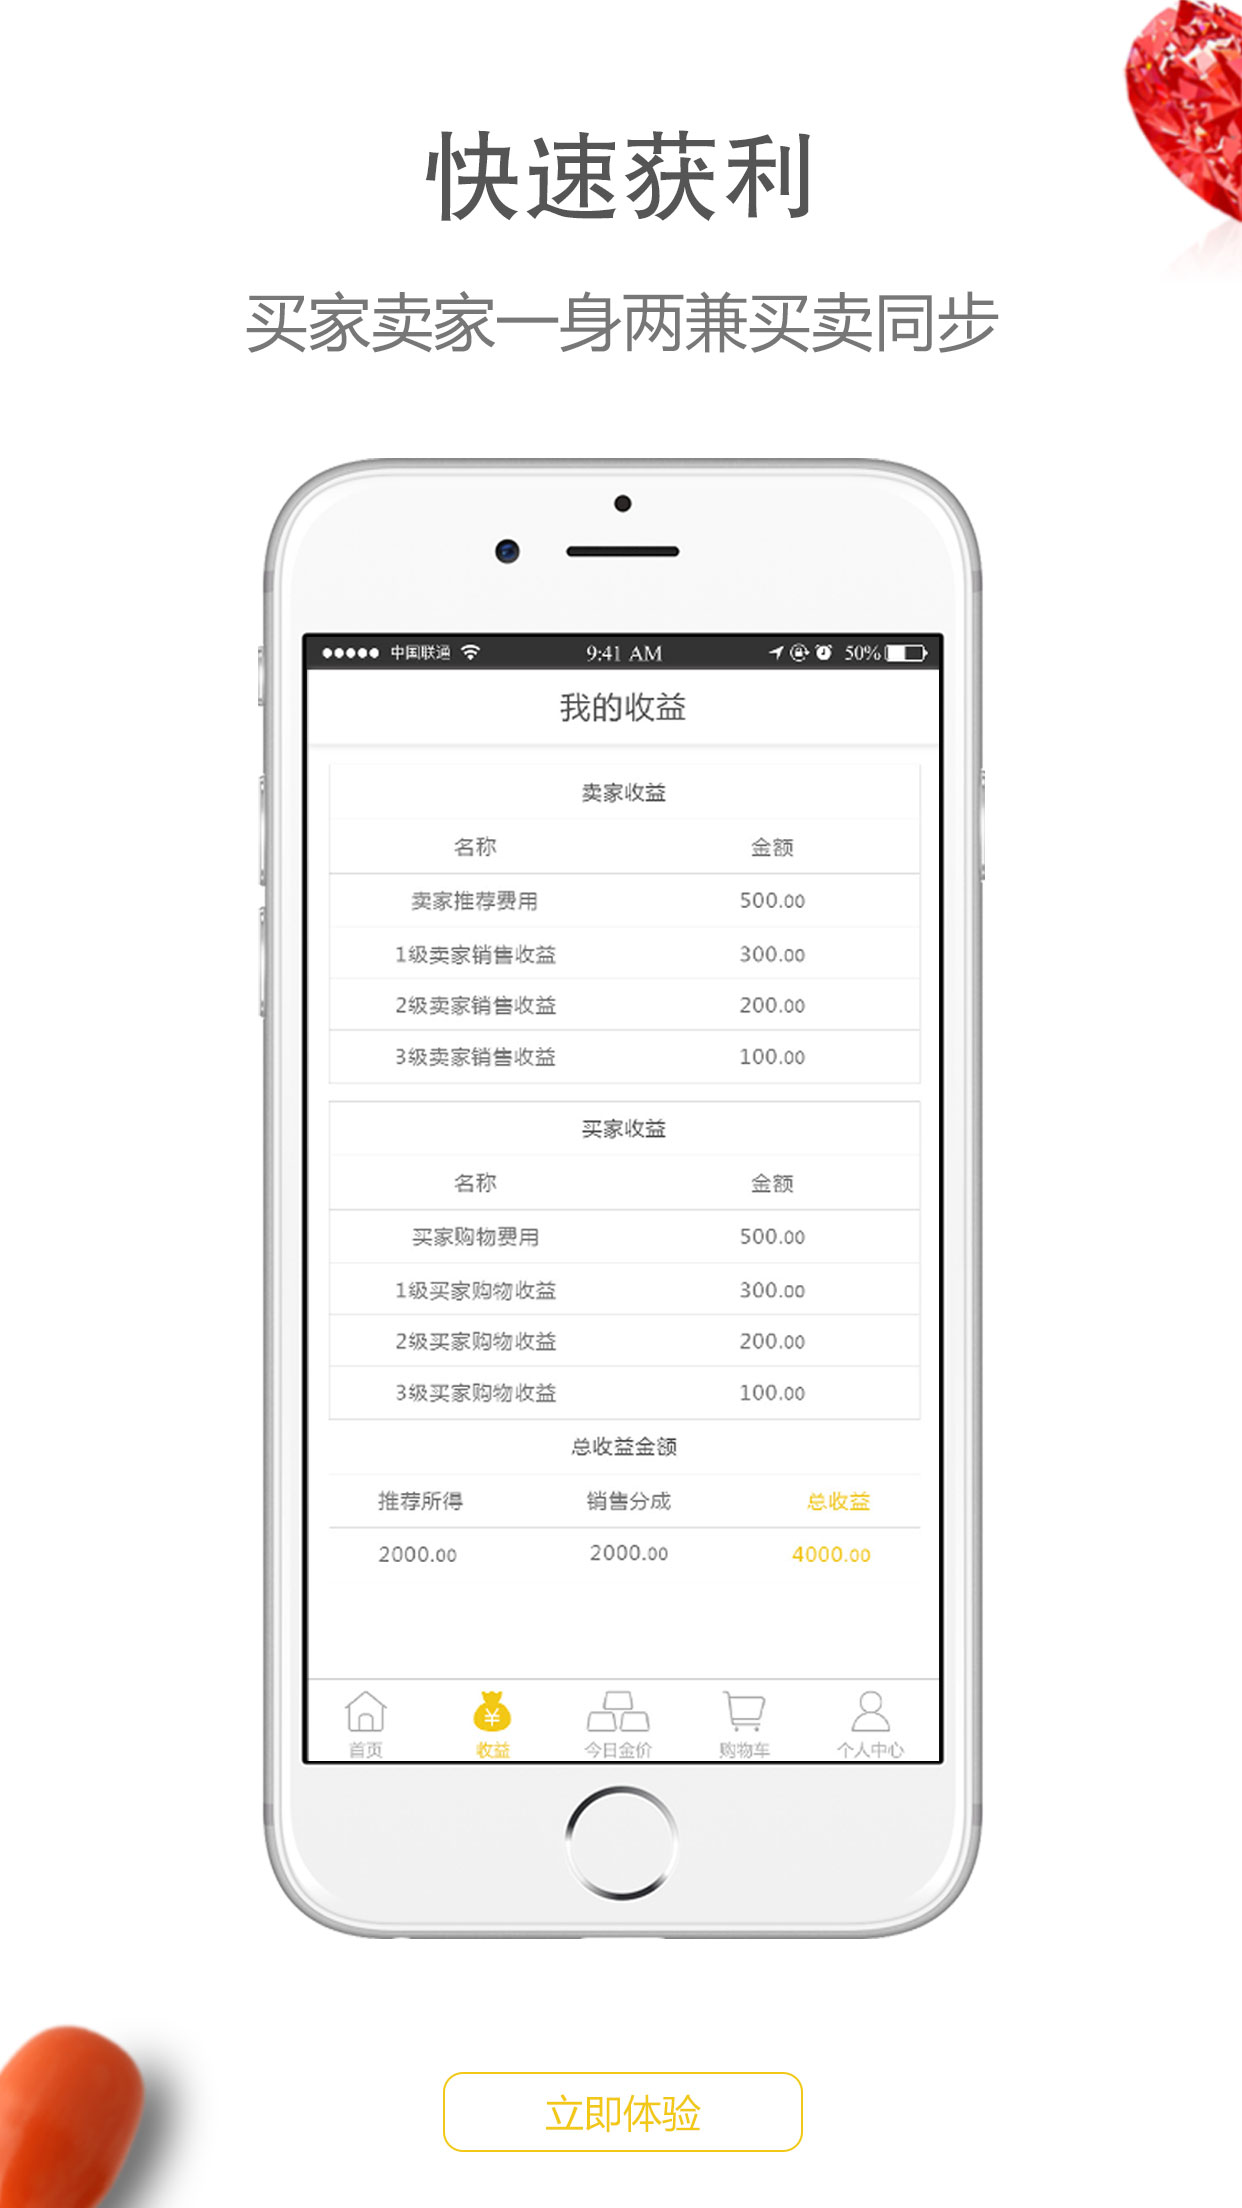 快速获利
买家卖家一身两兼买卖同步
中国联通 9:41 AM 50%
我的收益
卖家收益
名称 金额
卖家推荐费用 500.00
1级卖家销售收益 300.00
2级卖家销售收益 200.00
3级卖家销售收益 100.00
买家收益
名称 金额
买家购物费用 500.00
1级买家购物收益 300.00
2级买家购物收益 200.00
3级买家购物收益 100.00
总收益金额
推荐所得 销售分成 总收益
2000.00 2000.00 4000.00
¥
首页 收益 今日金价 购物车 个人中心
立即体验